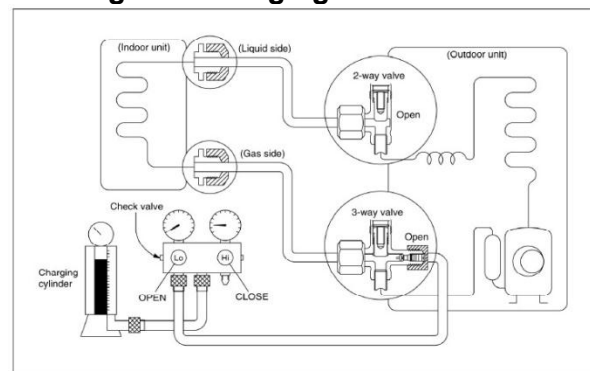 (Indoor unit)
(Liquid side)
(Outdoor unit)
2-way valve
Open
(Gas side)
3-way valve
Check valve
Open
Lo
Hi
Charging
cylinder
OPEN
CLOSE